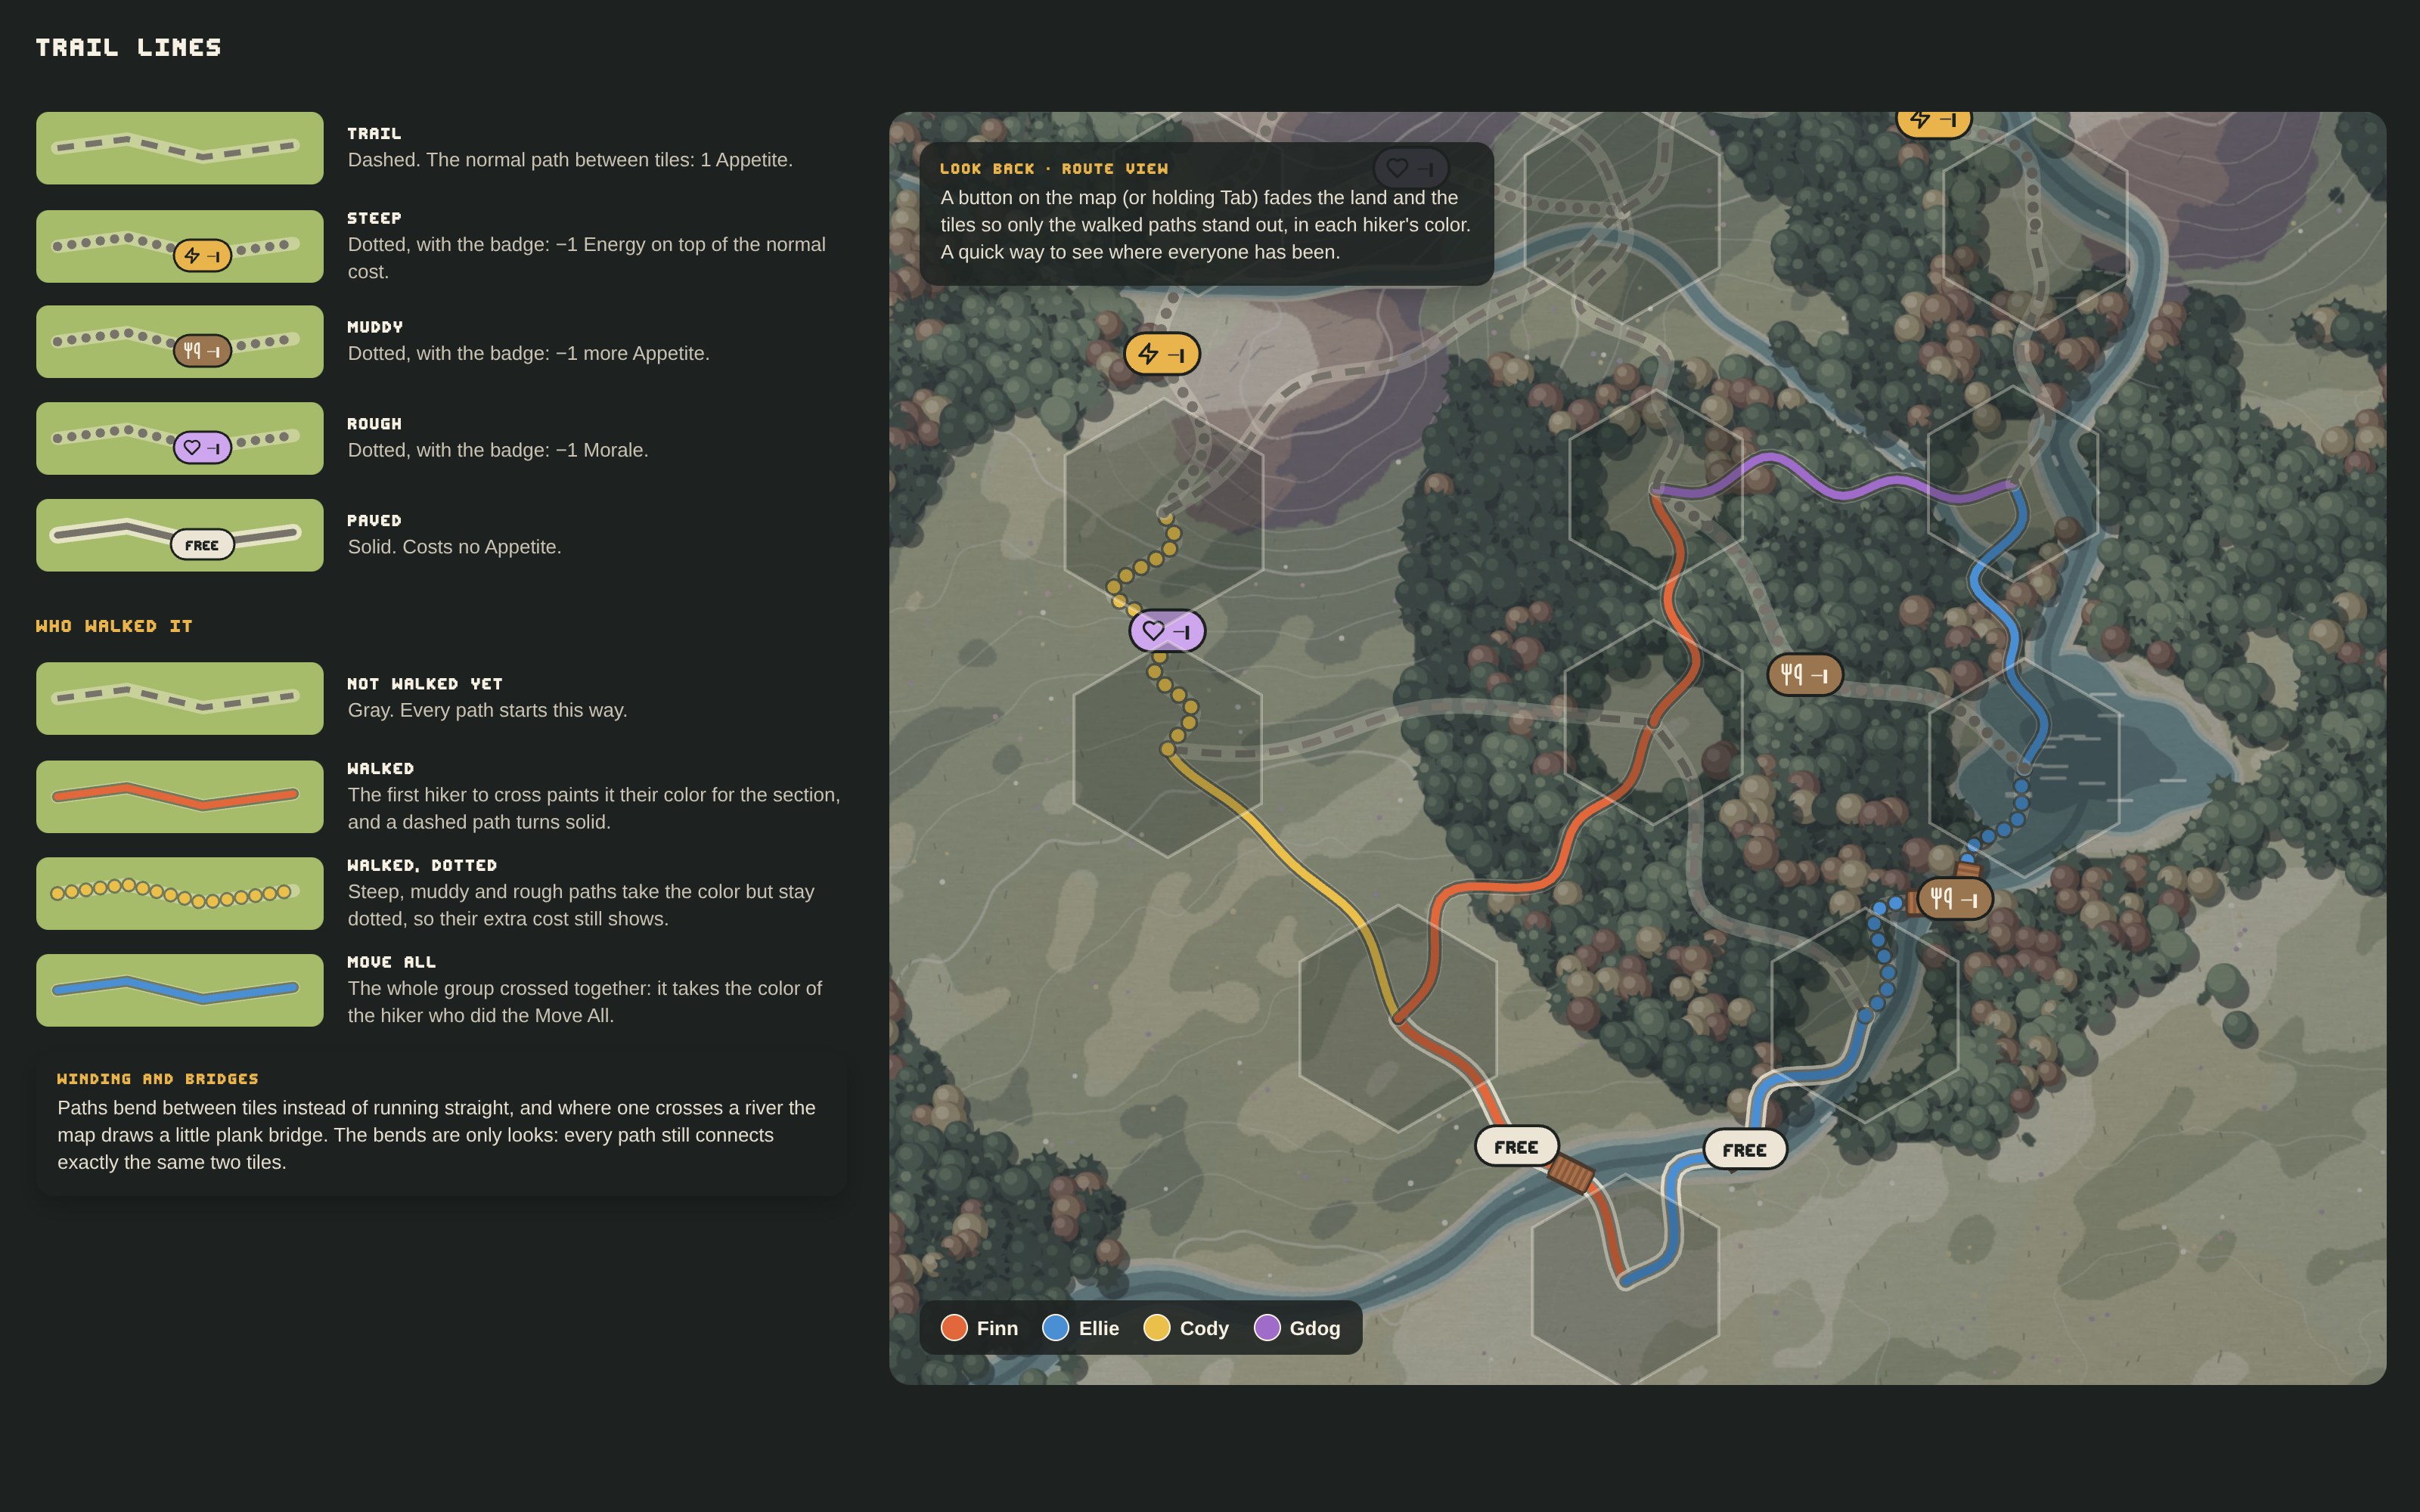 TRAIL LINES
TRAIL
Dashed. The normal path between tiles: 1 Appetite.
STEEP
Dotted, with the badge: −1 Energy on top of the normal
cost.
−1
MUDDY
Dotted, with the badge: −1 more Appetite.
−1
ROUGH
Dotted, with the badge: −1 Morale.
−1
PAVED
Solid. Costs no Appetite.
FREE
WHO WALKED IT
NOT WALKED YET
Gray. Every path starts this way.
WALKED
The first hiker to cross paints it their color for the section,
and a dashed path turns solid.
WALKED, DOTTED
Steep, muddy and rough paths take the color but stay
dotted, so their extra cost still shows.
MOVE ALL
The whole group crossed together: it takes the color of
the hiker who did the Move All.
WINDING AND BRIDGES
Paths bend between tiles instead of running straight, and where one crosses a river the
map draws a little plank bridge. The bends are only looks: every path still connects
exactly the same two tiles.
−1
−1
LOOK BACK · ROUTE VIEW
A button on the map (or holding Tab) fades the land and the
tiles so only the walked paths stand out, in each hiker's color.
A quick way to see where everyone has been.
−1
−1
−1
−1
FREE
FREE
Finn
Ellie
Cody
Gdog